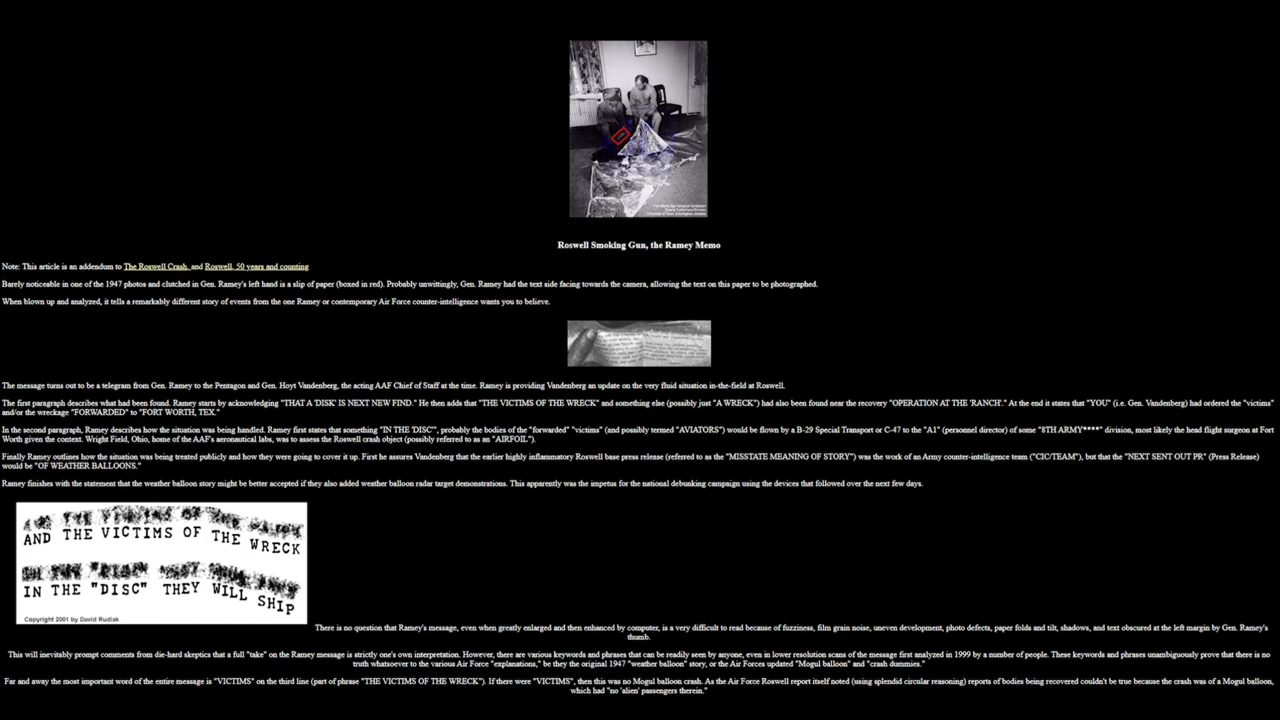 Roswell Smoking Gun, the Ramey Memo
Note: This article is an addendum to The Roswell Crash, and Roswell, 50 years and counting
Barely noticeable in one of the 1947 photos and clutched in Gen. Ramey's left hand is a slip of paper (boxed in red). Probably unwittingly, Gen. Ramey had the text side facing towards the camera, allowing the text on this paper to be photographed.
When blown up and analyzed, it tells a remarkably different story of events from the one Ramey or contemporary Air Force counter-intelligence wants you to believe.
The message turns out to be a telegram from Gen. Ramey to the Pentagon and Gen. Hoyt Vandenberg, the acting AAF Chief of Staff at the time. Ramey is providing Vandenberg an update on the very fluid situation in-the-field at Roswell.
The first paragraph describes what had been found. Ramey starts by acknowledging "THAT A 'DISK' IS NEXT NEW FIND." He then adds that "THE VICTIMS OF THE WRECK" and something else (possibly just "A WRECK") had also been found near the recovery "OPERATION AT THE 'RANCH'." At the end it states that "YOU" (i.e. Gen. Vandenberg) had ordered the "victims"
and/or the wreckage "FORWARDED" to "FORT WORTH, TEX."
In the second paragraph, Ramey describes how the situation was being handled. Ramey first states that something "IN THE 'DISC'", probably the bodies of the "forwarded" "victims" (and possibly termed "AVIATORS") would be flown by a B-29 Special Transport or C-47 to the "A1" (personnel director) of some "8TH ARMY****" division, most likely the head flight surgeon at Fort
Worth given the context. Wright Field, Ohio, home of the AAF's aeronautical labs, was to assess the Roswell crash object (possibly referred to as an "AIRFOIL").
Finally Ramey outlines how the situation was being treated publicly and how they were going to cover it up. First he assures Vandenberg that the earlier highly inflammatory Roswell base press release (referred to as the "MISSTATE MEANING OF STORY") was the work of an Army counter-intelligence team ("CIC/TEAM"), but that the "NEXT SENT OUT PR" (Press Release)
would be "OF WEATHER BALLOONS."
Ramey finishes with the statement that the weather balloon story might be better accepted if they also added weather balloon radar target demonstrations. This apparently was the impetus for the national debunking campaign using the devices that followed over the next few days.
AND THE VICTIMS OF THE WRECK
IN THE "DISC" THEY WILL SHIP
Copyright 2001 by David Rudiak
There is no question that Ramey's message, even when greatly enlarged and then enhanced by computer, is a very difficult to read because of fuzziness, film grain noise, uneven development, photo defects, paper folds and tilt, shadows, and text obscured at the left margin by Gen. Ramey's
thumb.
This will inevitably prompt comments from die-hard skeptics that a full "take" on the Ramey message is strictly one's own interpretation. However, there are various keywords and phrases that can be readily seen by anyone, even in lower resolution scans of the message first analyzed in 1999 by a number of people. These keywords and phrases unambiguously prove that there is no
truth whatsoever to the various Air Force "explanations," be they the original 1947 "weather balloon" story, or the Air Forces updated "Mogul balloon" and "crash dummies."
Far and away the most important word of the entire message is "VICTIMS" on the third line (part of phrase "THE VICTIMS OF THE WRECK"). If there were "VICTIMS", then this was no Mogul balloon crash. As the Air Force Roswell report itself noted (using splendid circular reasoning) reports of bodies being recovered couldn't be true because the crash was of a Mogul balloon,
which had "no 'alien' passengers therein."